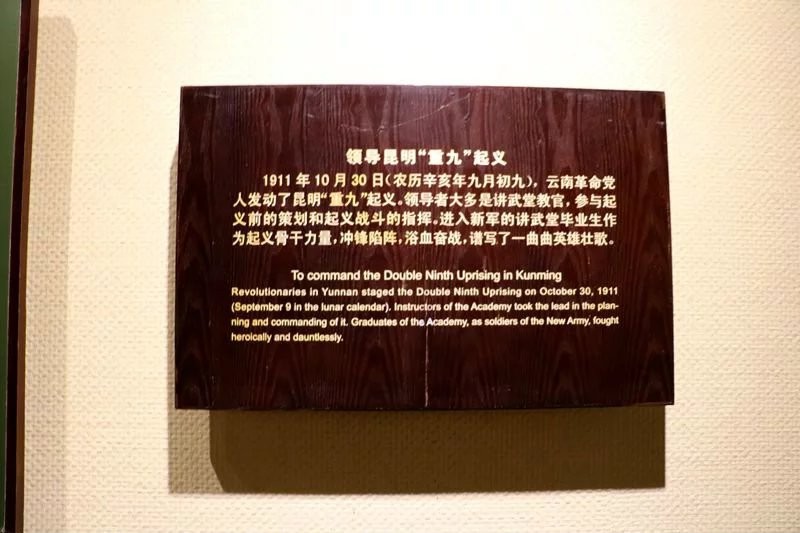 领导昆明“重九”起义
1911年10月30日(农历辛亥年九月初九)，云南革命党
人发动了昆明“重九”起义。领导者大多是讲武堂教官，参与起
义前的策划和起义战斗的指挥。进入新军的讲武堂毕业生作
为起义骨干力量，冲锋陷阵，浴血奋战，谱写了一曲曲英雄壮歌。
To command the Double Ninth Uprising in Kunming
Revolutionaries in Yunnan staged the Double Ninth Uprising on October 30, 1911
(September 9 in the lunar calendar). Instructors of the Academy took the lead in the plan-
ning and commanding of it. Graduates of the Academy, as soldiers of the New Army, fought
heroically and dauntlessly.